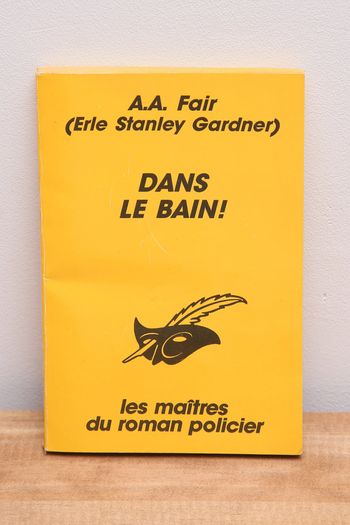 A.A. Fair
(Erle Stanley Gardner)
DANS
LE BAIN!
les maîtres
du roman policier